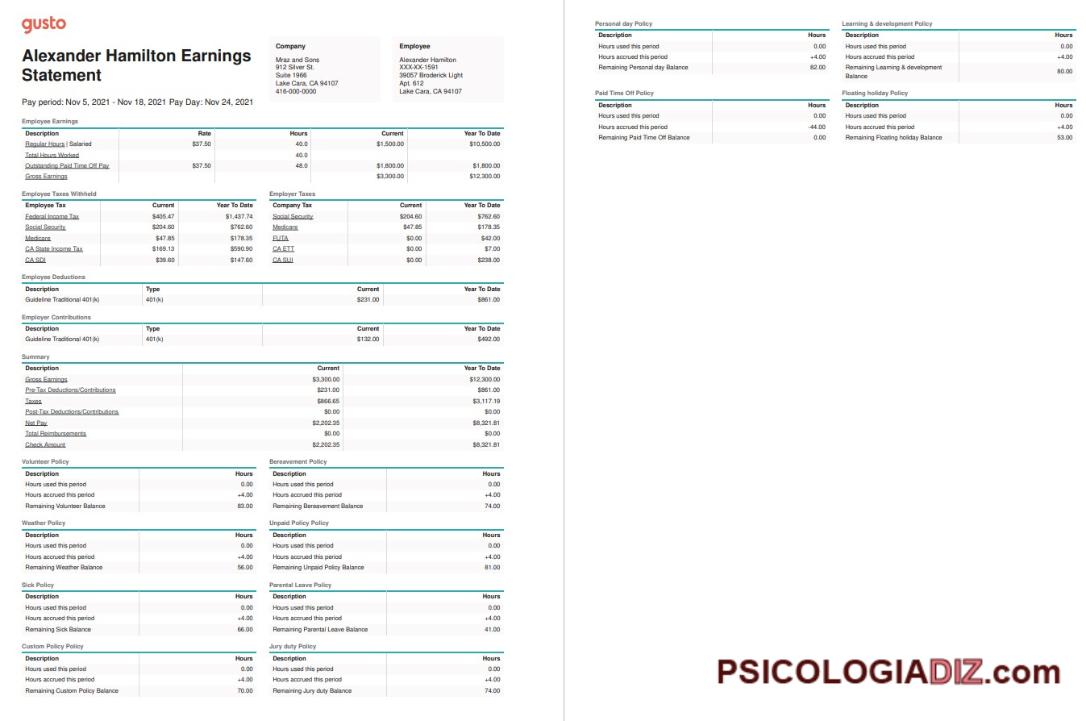 gusto
Alexander Hamilton Earnings
Statement
Pay period: Nov 5, 2021 - Nov 18, 2021 Pay Day: Nov 24, 2021
Company
Mraz and Sons
912 Silver St.
Suite 1966
Lake Cara, CA 94107
416-000-0000
Employee
Alexander Hamilton
XXX-XX-1591
39057 Broderick Light
Apt. 612
Lake Cara, CA 94107
Employee Earnings
Description Rate Hours Current Year To Date
Regular Hours | Salaried $37.50 40.0 $1,500.00 $10,500.00
Total Hours Worked 40.0
Outstanding Paid Time Off Pay $37.50 48.0 $1,800.00 $1,800.00
Gross Earnings $3,300.00 $12,300.00
Employee Taxes Withheld
Employee Tax Current Year To Date
Federal Income Tax $405.47 $1,437.74
Social Security $204.60 $762.60
Medicare $47.85 $178.35
CA State Income Tax $169.13 $590.90
CA SDI $39.60 $147.60
Employer Taxes
Company Tax Current Year To Date
Social Security $204.60 $762.60
Medicare $47.85 $178.35
FUTA $0.00 $42.00
CA ETT $0.00 $7.00
CA SUI $0.00 $238.00
Employee Deductions
Description Type Current Year To Date
Guideline Traditional 401(k) 401(k) $231.00 $861.00
Employer Contributions
Description Type Current Year To Date
Guideline Traditional 401(k) 401(k) $132.00 $492.00
Summary
Description Current Year To Date
Gross Earnings $3,300.00 $12,300.00
Pre-Tax Deductions/Contributions $231.00 $861.00
Taxes $866.65 $3,117.19
Post-Tax Deductions/Contributions $0.00 $0.00
Net Pay $2,202.35 $8,321.81
Total Reimbursements $0.00 $0.00
Check Amount $2,202.35 $8,321.81
Volunteer Policy
Description Hours
Hours used this period 0.00
Hours accrued this period +4.00
Remaining Volunteer Balance 83.00
Bereavement Policy
Description Hours
Hours used this period 0.00
Hours accrued this period +4.00
Remaining Bereavement Balance 74.00
Weather Policy
Description Hours
Hours used this period 0.00
Hours accrued this period +4.00
Remaining Weather Balance 56.00
Unpaid Policy Policy
Description Hours
Hours used this period 0.00
Hours accrued this period +4.00
Remaining Unpaid Policy Balance 81.00
Sick Policy
Description Hours
Hours used this period 0.00
Hours accrued this period +4.00
Remaining Sick Balance 66.00
Parental Leave Policy
Description Hours
Hours used this period 0.00
Hours accrued this period +4.00
Remaining Parental Leave Balance 41.00
Custom Policy Policy
Description Hours
Hours used this period 0.00
Hours accrued this period +4.00
Remaining Custom Policy Balance 70.00
Jury duty Policy
Description Hours
Hours used this period 0.00
Hours accrued this period +4.00
Remaining Jury duty Balance 74.00
Personal day Policy
Description Hours
Hours used this period 0.00
Hours accrued this period +4.00
Remaining Personal day Balance 82.00
Learning & development Policy
Description Hours
Hours used this period 0.00
Hours accrued this period +4.00
Remaining Learning & development
Balance 80.00
Paid Time Off Policy
Description Hours
Hours used this period 0.00
Hours accrued this period -44.00
Remaining Paid Time Off Balance 0.00
Floating holiday Policy
Description Hours
Hours used this period 0.00
Hours accrued this period +4.00
Remaining Floating holiday Balance 53.00
PSICOLOGIADIZ.com